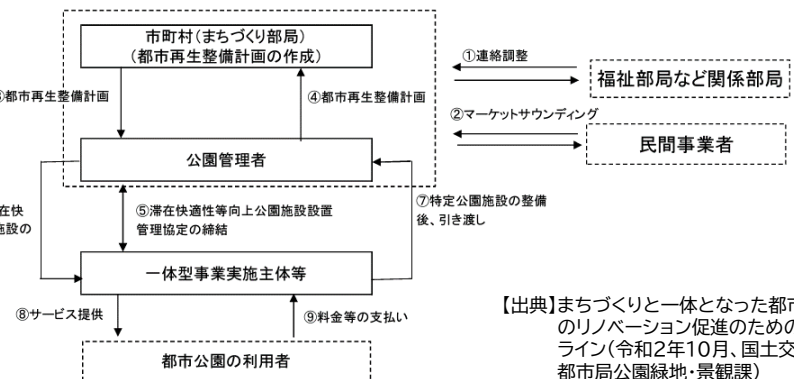 市町村（まちづくり部局）
（都市再生整備計画の作成）
①連絡調整
福祉部局など関係部局
都市再生整備計画
④都市再生整備計画
②マーケットサウンディング
民間事業者
公園管理者
在快
施設の
⑤滞在快適性等向上公園施設設置
管理協定の締結
⑦特定公園施設の整備
後、引き渡し
一体型事業実施主体等
⑧サービス提供
⑨料金等の支払い
都市公園の利用者
【出典】まちづくりと一体となった都市
のリノベーション促進のための
ライン（令和2年10月、国土交
都市局公園緑地・景観課）